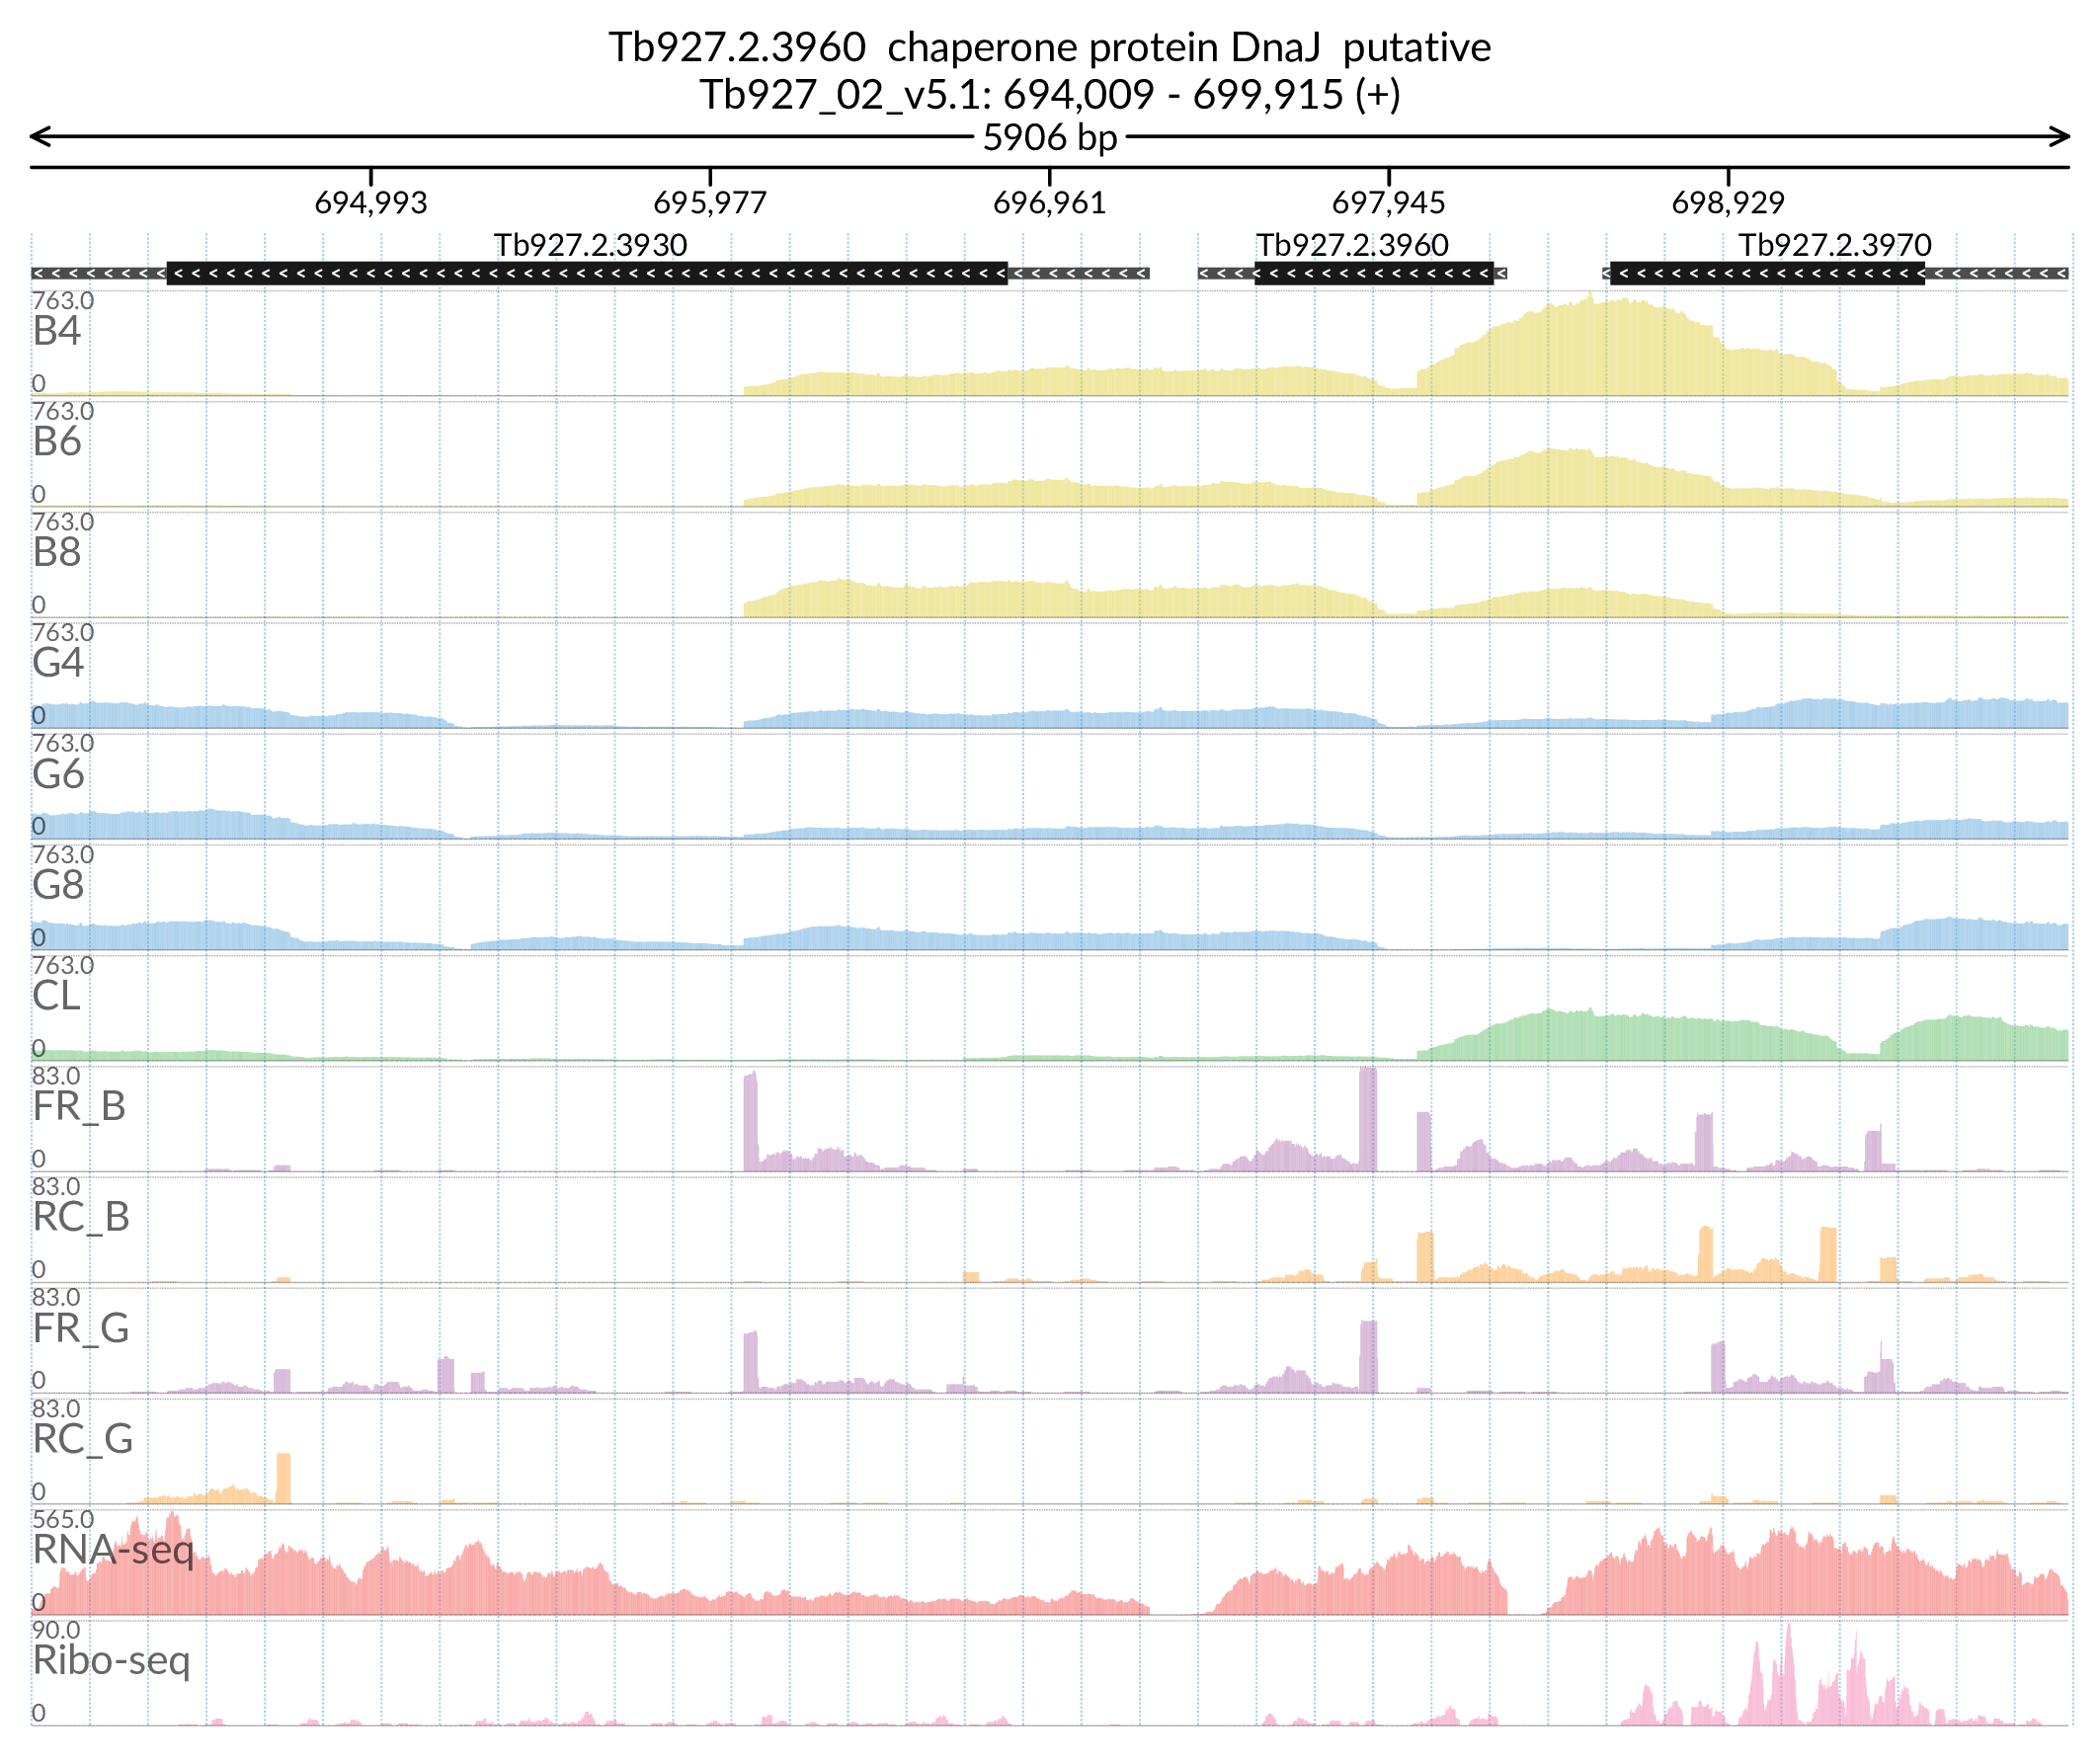 Tb927.2.3960 chaperone protein DnaJ putative
Tb927_02_v5.1: 694,009 - 699,915 (+)
5906 bp
694,993 695,977 696,961 697,945 698,929
Tb927.2.3930 Tb927.2.3960 Tb927.2.3970
763.0
B4
0
763.0
B6
0
763.0
B8
0
763.0
G4
0
763.0
G6
0
763.0
G8
0
763.0
CL
0
83.0
FR_B
0
83.0
RC_B
0
83.0
FR_G
0
83.0
RC_G
0
565.0
RNA-seq
0
90.0
Ribo-seq
0